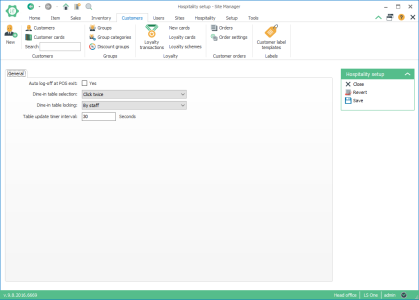 Hospitality setup - Site Manager
Home Item Sales Inventory Customers Users Sites Hospitality Setup Tools
New
Customers
Customer cards
Search
Customers
Groups
Group categories
Discount groups
Groups
Loyalty transactions
New cards
Loyalty cards
Loyalty schemes
Loyalty
Orders
Order settings
Customer orders
Customer label templates
Labels
General
Auto log-off at POS exit: Yes
Dine-in table selection: Click twice
Dine-in table locking: By staff
Table update timer interval: 30 Seconds
Hospitality setup
Close
Revert
Save
Head office LS One admin